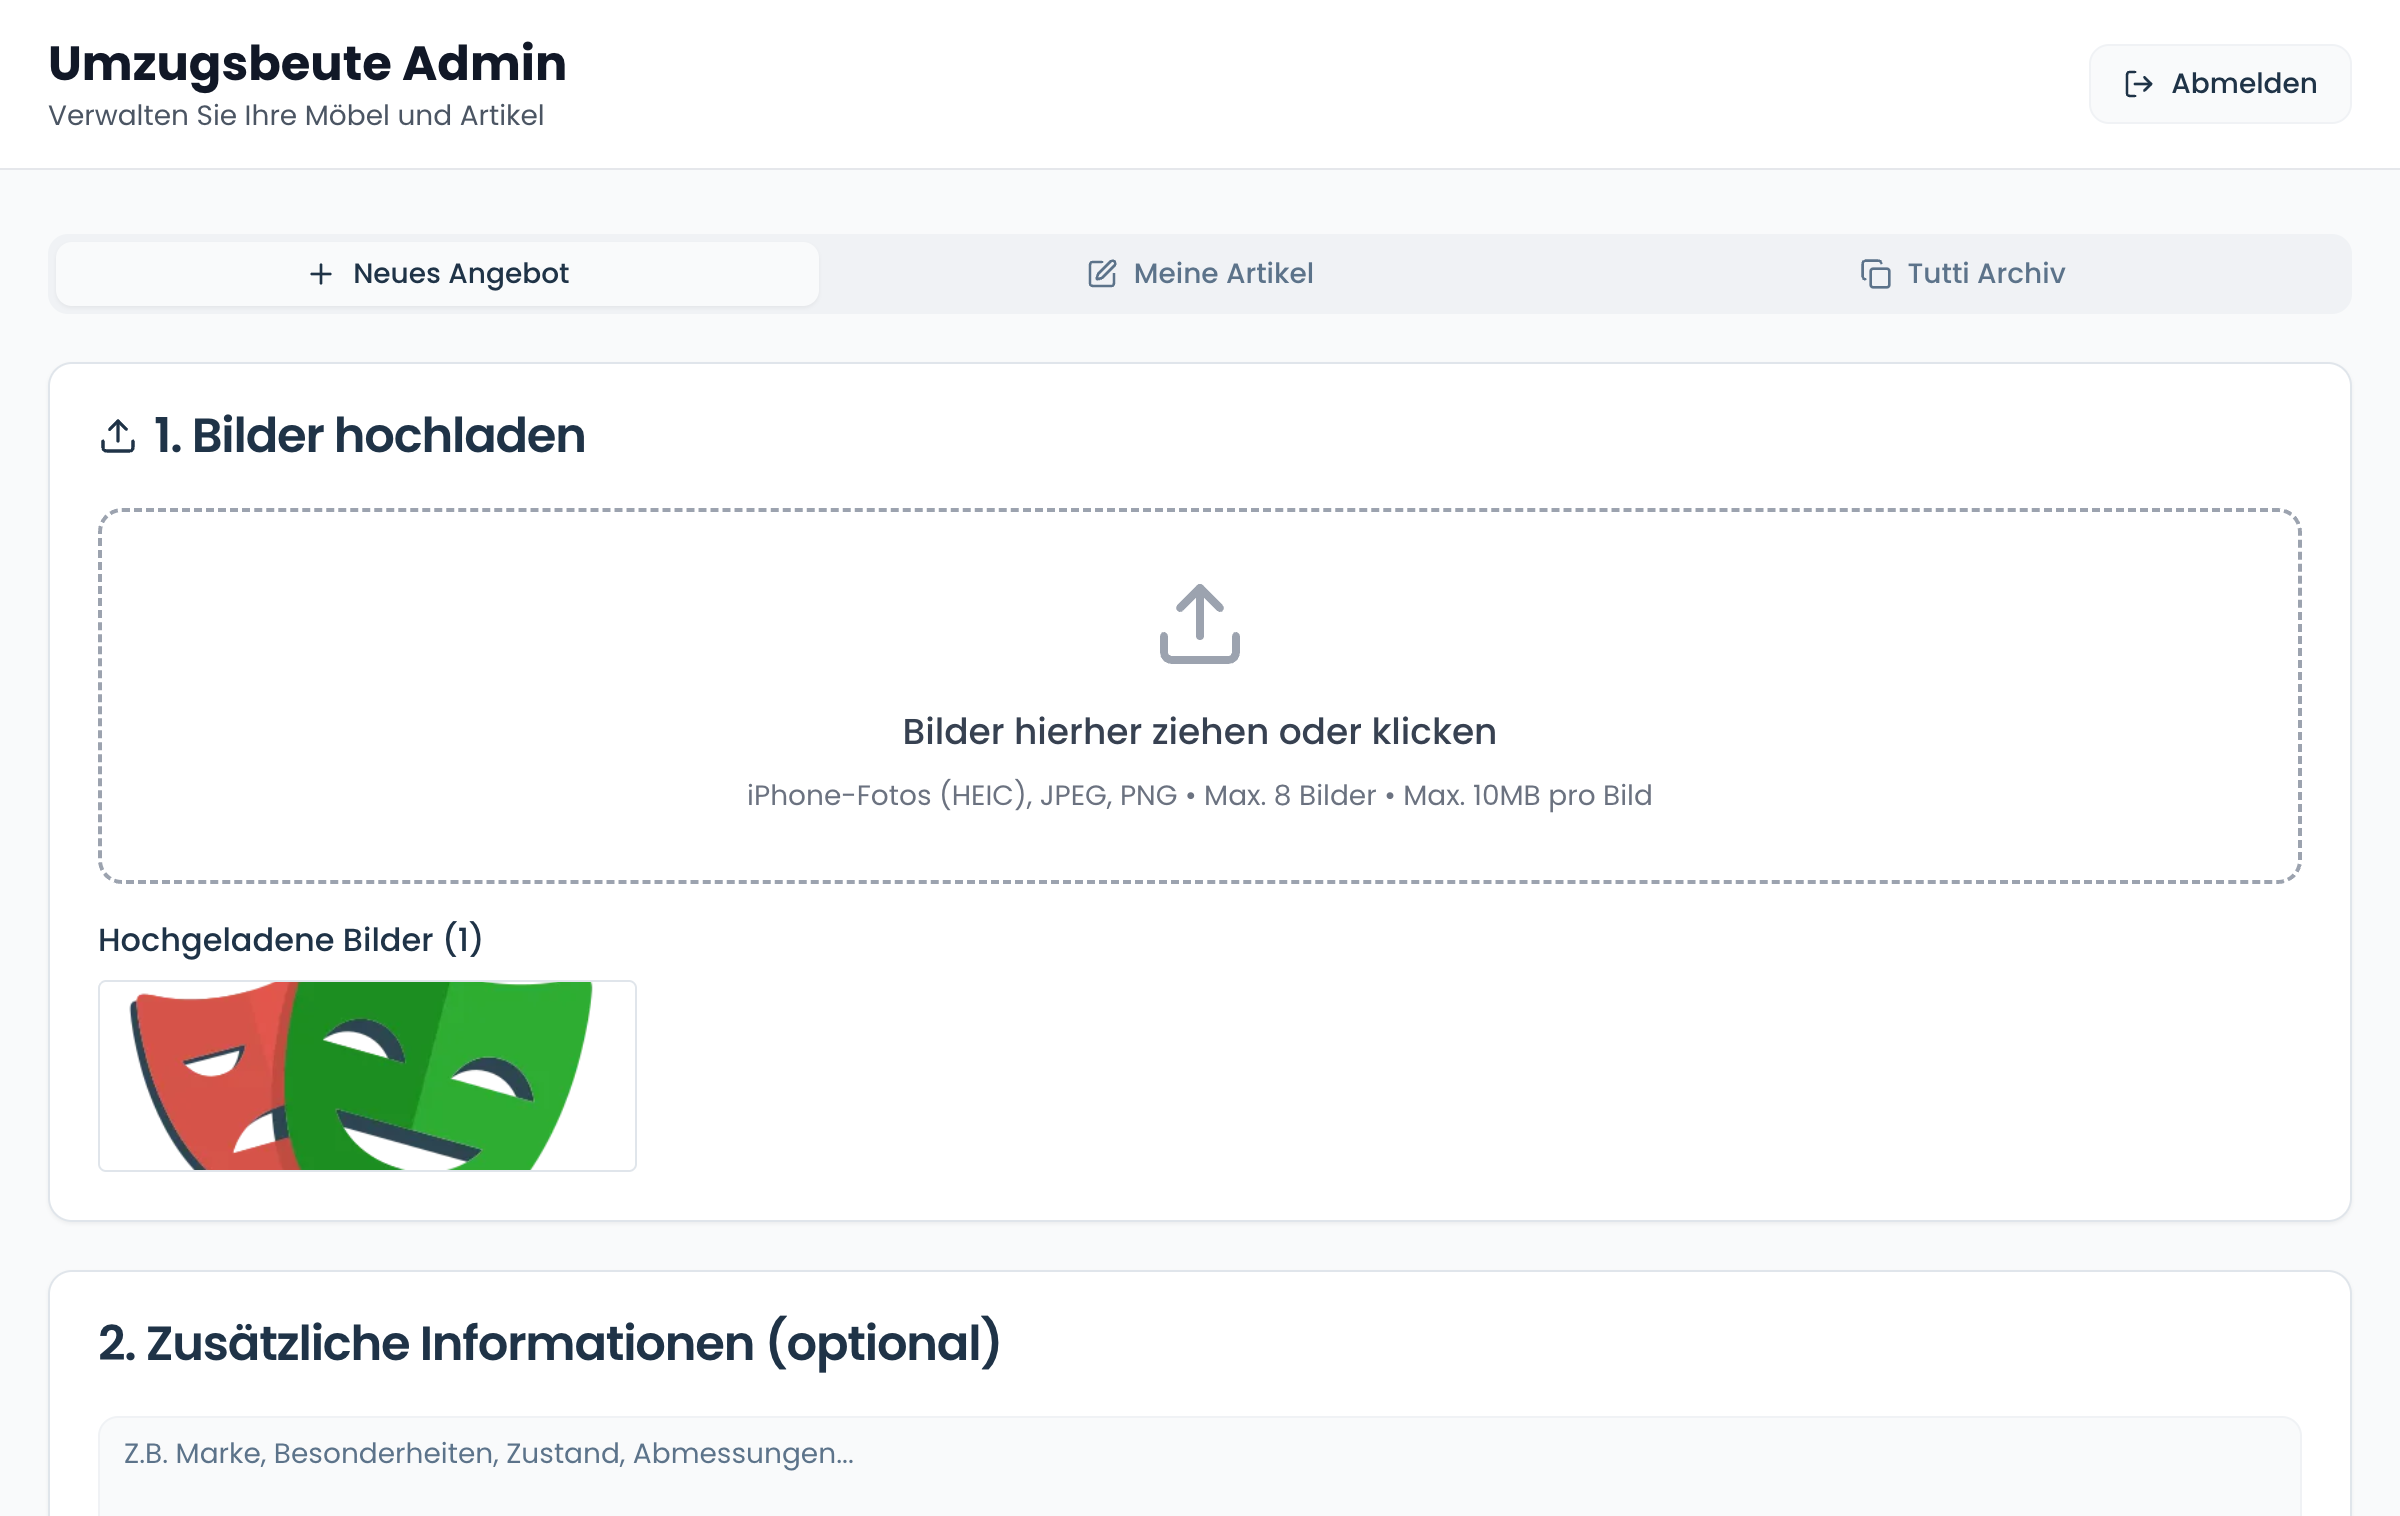 Umzugsbeute Admin
Verwalten Sie Ihre Möbel und Artikel
Abmelden
Neues Angebot
Meine Artikel
Tutti Archiv
1. Bilder hochladen
Bilder hierher ziehen oder klicken
iPhone-Fotos (HEIC), JPEG, PNG • Max. 8 Bilder • Max. 10MB pro Bild
Hochgeladene Bilder (1)
2. Zusätzliche Informationen (optional)
Z.B. Marke, Besonderheiten, Zustand, Abmessungen...